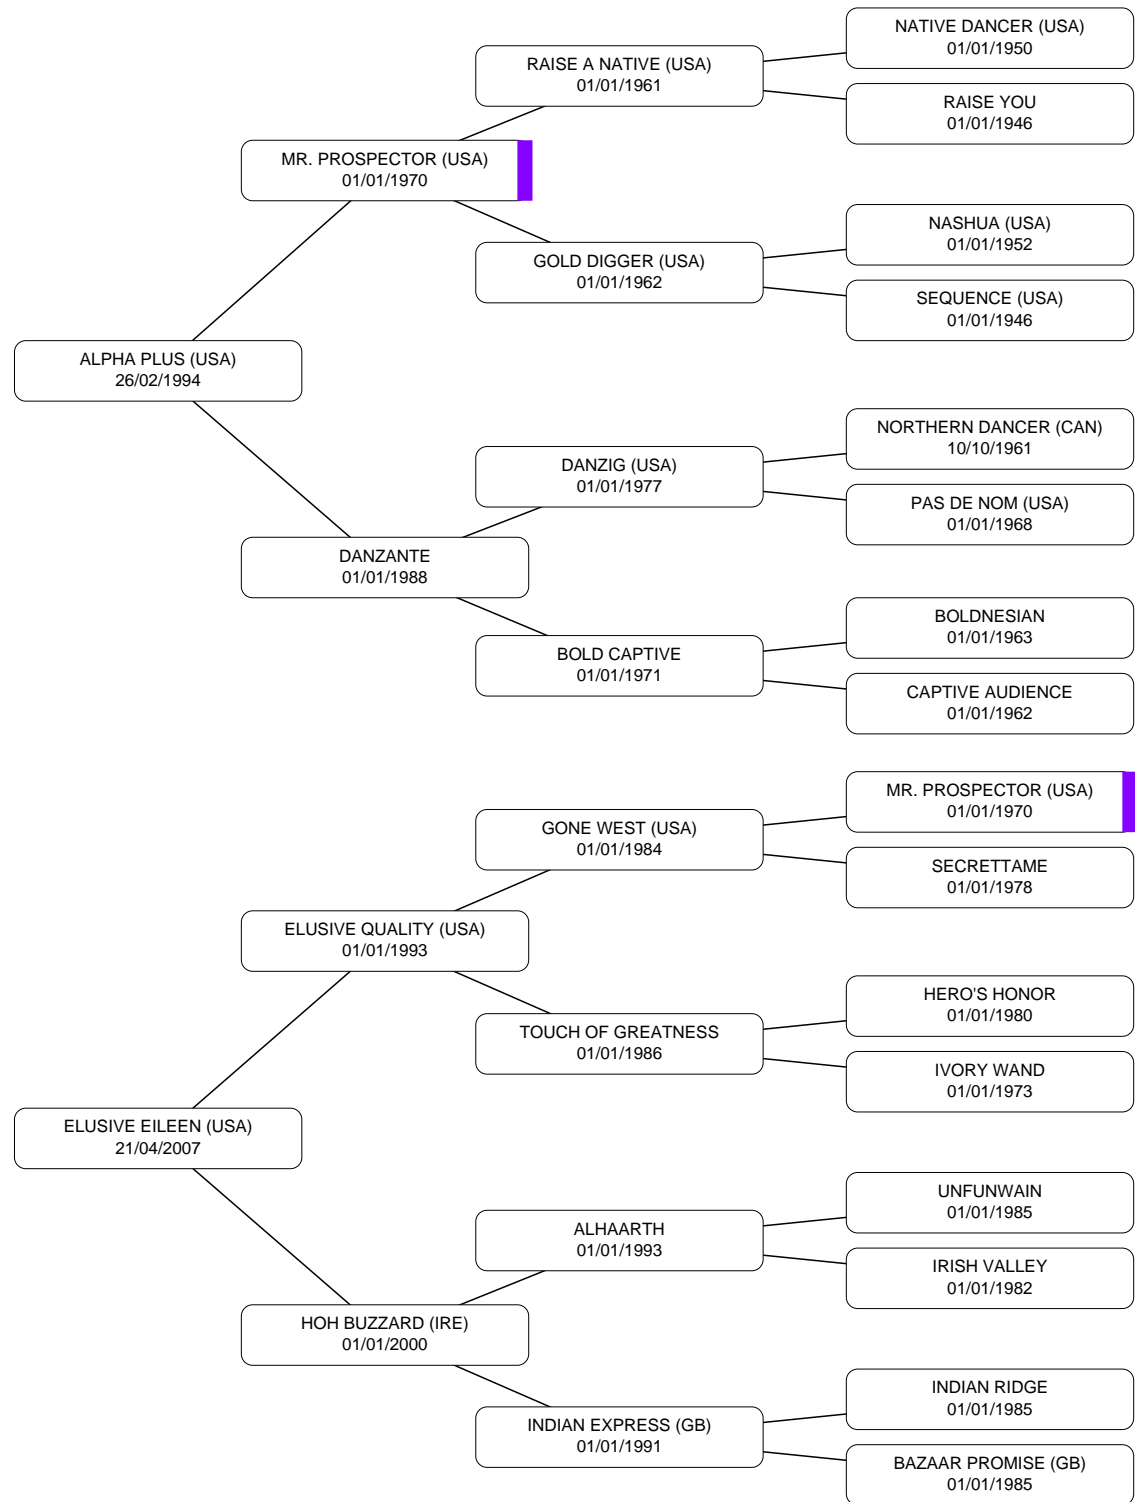 NATIVE DANCER (USA)
01/01/1950
RAISE A NATIVE (USA)
01/01/1961
RAISE YOU
01/01/1946
MR. PROSPECTOR (USA)
01/01/1970
NASHUA (USA)
01/01/1952
GOLD DIGGER (USA)
01/01/1962
SEQUENCE (USA)
01/01/1946
ALPHA PLUS (USA)
26/02/1994
NORTHERN DANCER (CAN)
10/10/1961
DANZIG (USA)
01/01/1977
PAS DE NOM (USA)
01/01/1968
DANZANTE
01/01/1988
BOLDNESIAN
01/01/1963
BOLD CAPTIVE
01/01/1971
CAPTIVE AUDIENCE
01/01/1962
MR. PROSPECTOR (USA)
01/01/1970
GONE WEST (USA)
01/01/1984
SECRETTAME
01/01/1978
ELUSIVE QUALITY (USA)
01/01/1993
HERO'S HONOR
01/01/1980
TOUCH OF GREATNESS
01/01/1986
IVORY WAND
01/01/1973
ELUSIVE EILEEN (USA)
21/04/2007
UNFUNWAIN
01/01/1985
ALHAARTH
01/01/1993
IRISH VALLEY
01/01/1982
HOH BUZZARD (IRE)
01/01/2000
INDIAN RIDGE
01/01/1985
INDIAN EXPRESS (GB)
01/01/1991
BAZAAR PROMISE (GB)
01/01/1985